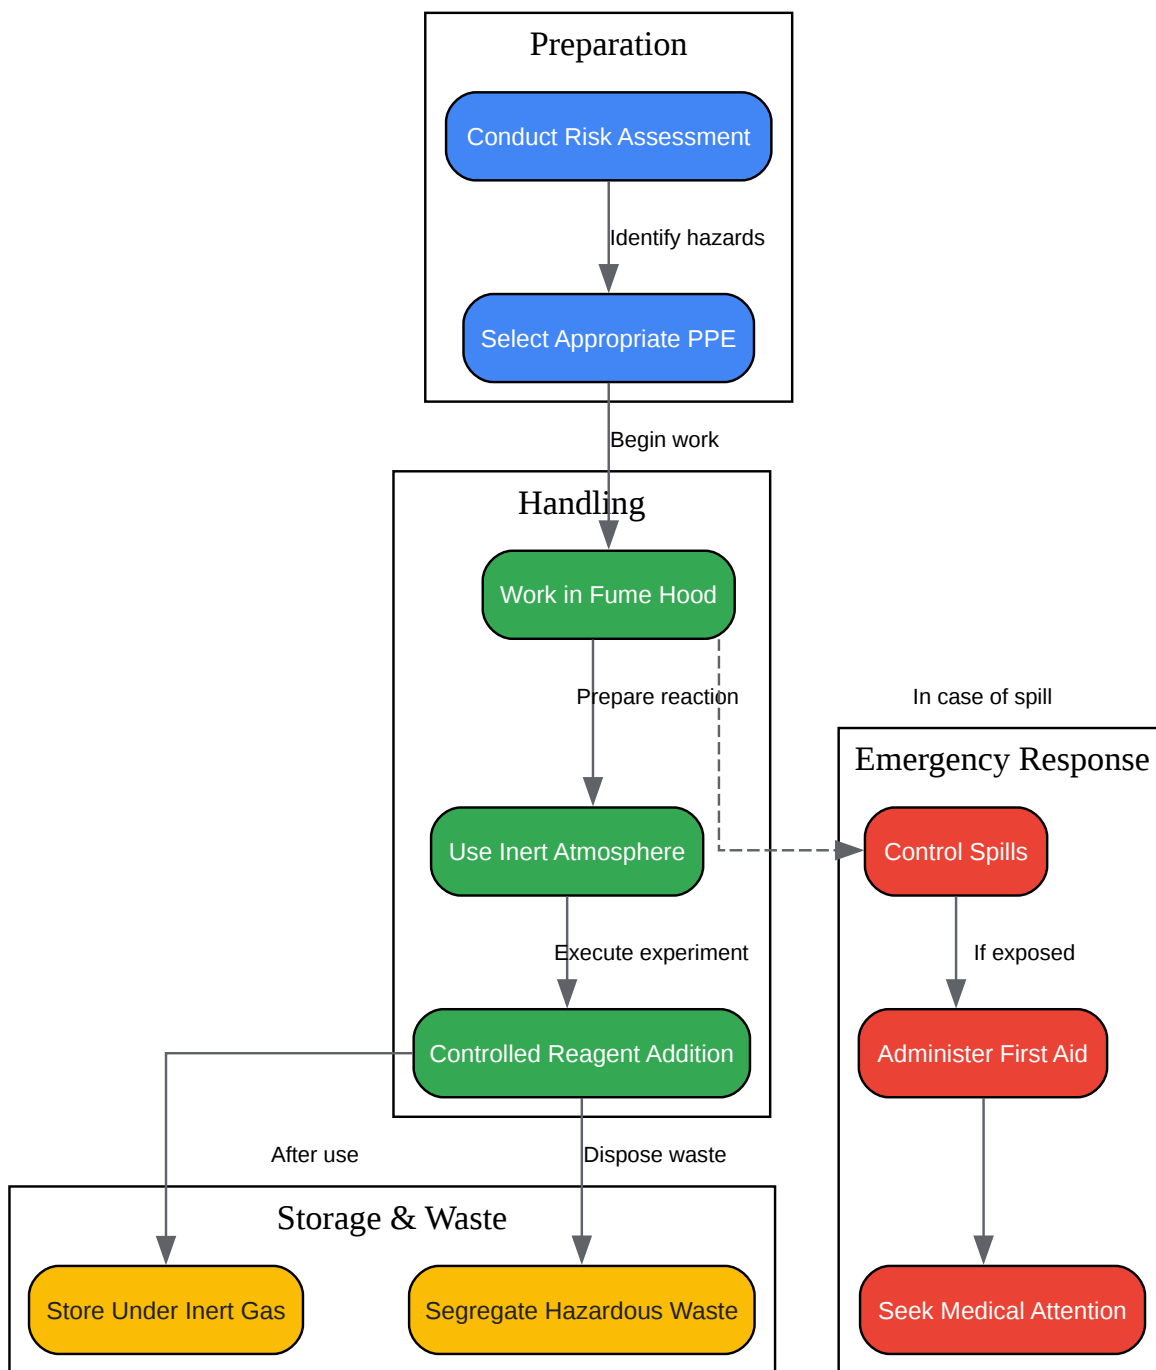 Preparation
Conduct Risk Assessment
Identify hazards
Select Appropriate PPE
Begin work
Handling
Work in Fume Hood
Prepare reaction
In case of spill
Emergency Response
Use Inert Atmosphere
Control Spills
Execute experiment
If exposed
Controlled Reagent Addition
Administer First Aid
After use
Dispose waste
Storage & Waste
Store Under Inert Gas
Segregate Hazardous Waste
Seek Medical Attention